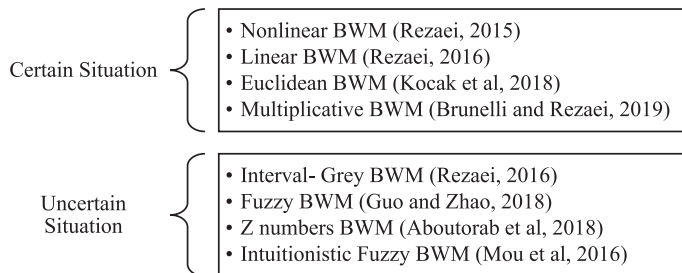 Certain Situation
• Nonlinear BWM (Rezaei, 2015)
• Linear BWM (Rezaei, 2016)
• Euclidean BWM (Kocak et al, 2018)
• Multiplicative BWM (Brunelli and Rezaei, 2019)
Uncertain
Situation
• Interval- Grey BWM (Rezaei, 2016)
• Fuzzy BWM (Guo and Zhao, 2018)
• Z numbers BWM (Aboutorab et al, 2018)
• Intuitionistic Fuzzy BWM (Mou et al, 2016)